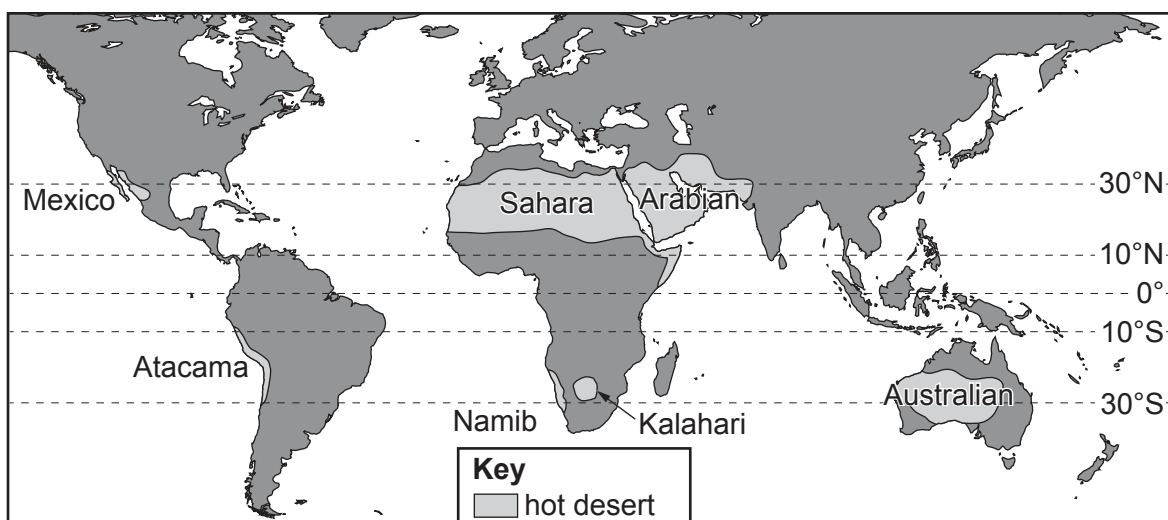 Mexico
Sahara
Arabian
30°N
10°N
0°
10°S
Atacama
Australian
30°S
Namib
Kalahari
Key
hot desert